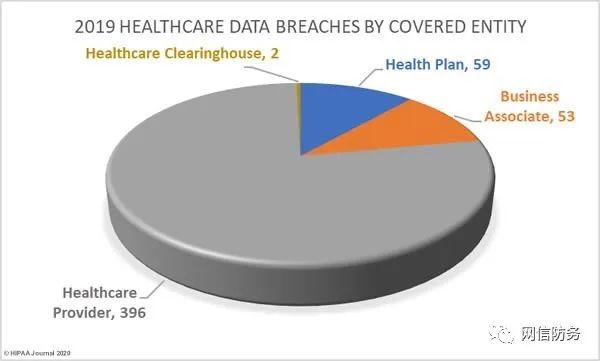 2019 HEALTHCARE DATA BREACHES BY COVERED ENTITY
Healthcare Clearinghouse, 2
Health Plan, 59
Business
Associate, 53
Healthcare
Provider, 396
© HIPAA Journal 2020
网信防务